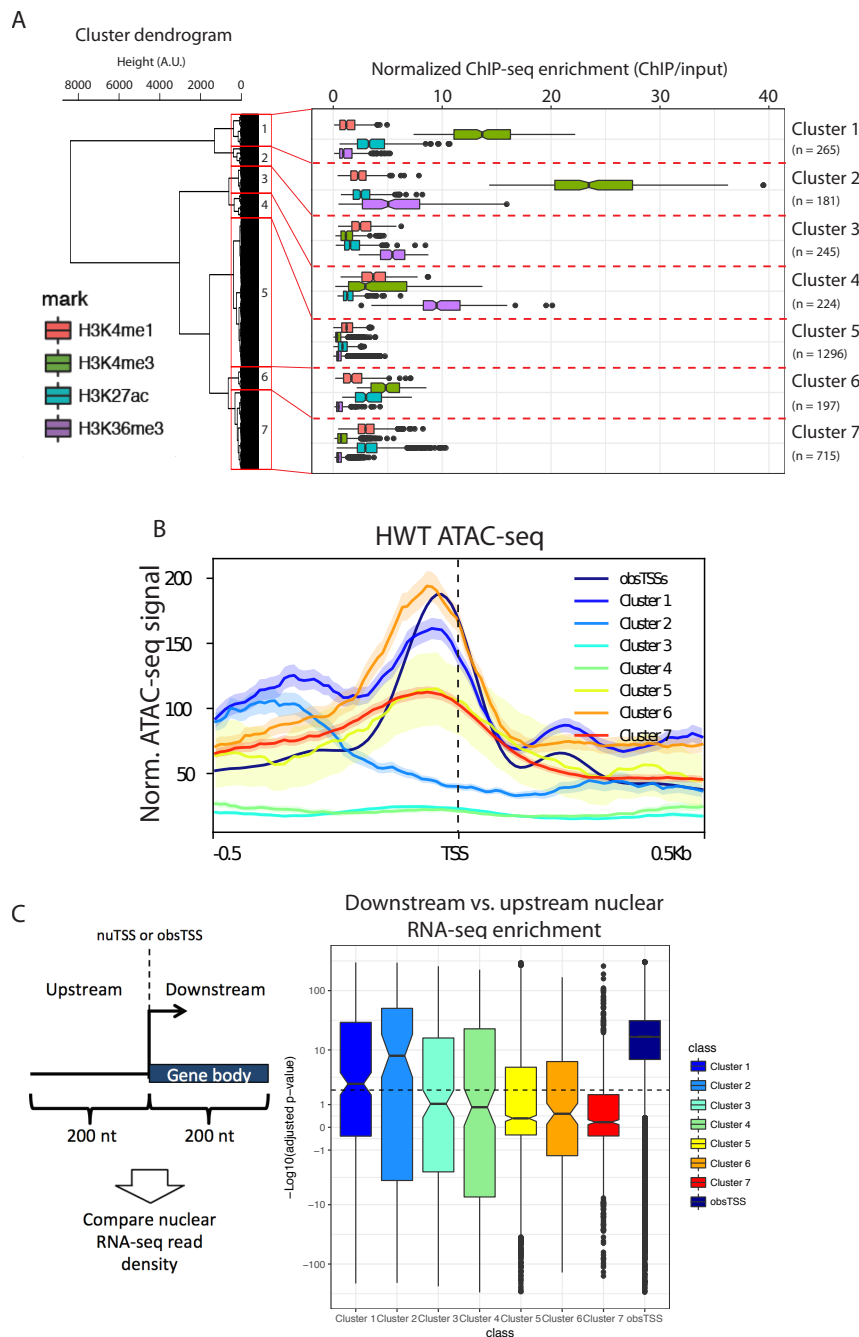 A
Cluster dendrogram
Height (A.U.)
8000 6000 4000 2000 0
Normalized ChIP-seq enrichment (ChIP/input)
0 10 20 30 40
1
2
3
4
5
6
7
mark
H3K4me1
H3K4me3
H3K27ac
H3K36me3
Cluster 1
(n = 265)
Cluster 2
(n = 181)
Cluster 3
(n = 245)
Cluster 4
(n = 224)
Cluster 5
(n = 1296)
Cluster 6
(n = 197)
Cluster 7
(n = 715)
B
HWT ATAC-seq
Norm. ATAC-seq signal
200
150
100
50
obsTSSs
Cluster 1
Cluster 2
Cluster 3
Cluster 4
Cluster 5
Cluster 6
Cluster 7
-0.5 TSS 0.5Kb
C
nuTSS or obsTSS
Upstream Downstream
Gene body
200 nt 200 nt
Compare nuclear
RNA-seq read
density
Downstream vs. upstream nuclear
RNA-seq enrichment
−Log10(adjusted p−value)
100
10
1
0
−1
−10
−100
Cluster 1 Cluster 2 Cluster 3 Cluster 4 Cluster 5 Cluster 6 Cluster 7 obsTSS
class
class
Cluster 1
Cluster 2
Cluster 3
Cluster 4
Cluster 5
Cluster 6
Cluster 7
obsTSS